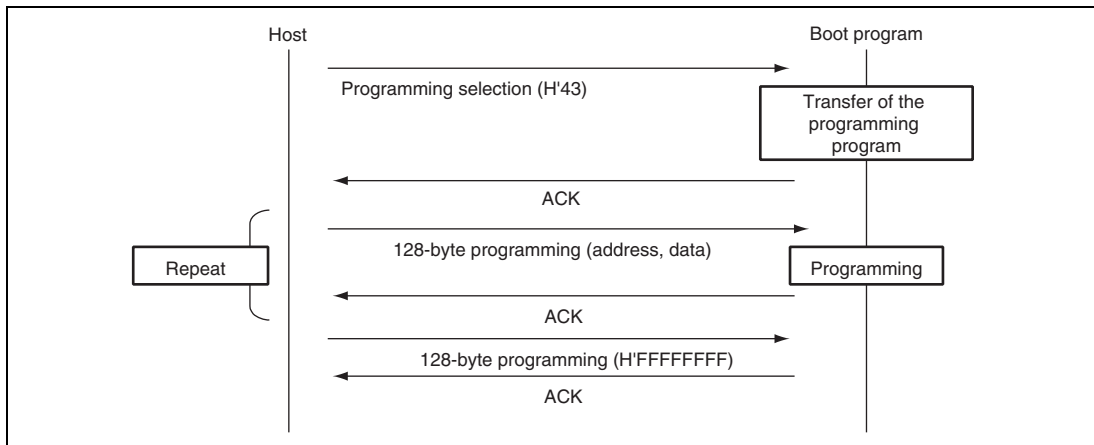 Host
Boot program
Programming selection (H'43)
Transfer of the
programming
program
ACK
128-byte programming (address, data)
Repeat
Programming
ACK
128-byte programming (H'FFFFFFFF)
ACK